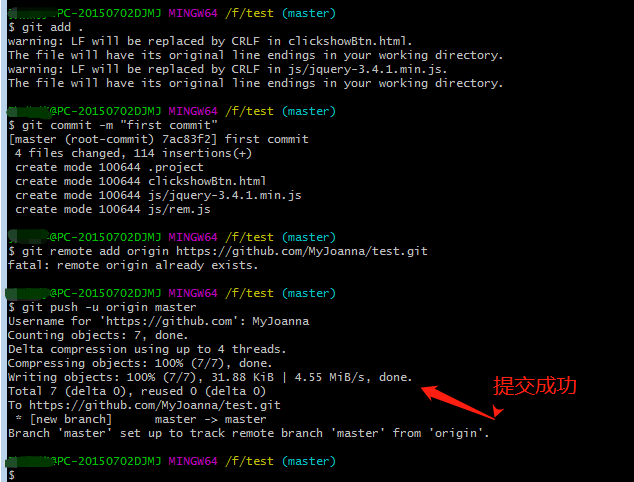 PC-20150702DJMJ MINGW64 /f/test (master)
$ git add .
warning: LF will be replaced by CRLF in clickshowBtn.html.
The file will have its original line endings in your working directory.
warning: LF will be replaced by CRLF in js/jquery-3.4.1.min.js.
The file will have its original line endings in your working directory.
@PC-20150702DJMJ MINGW64 /f/test (master)
$ git commit -m "first commit"
[master (root-commit) 7ac83f2] first commit
4 files changed, 114 insertions(+)
create mode 100644 .project
create mode 100644 clickshowBtn.html
create mode 100644 js/jquery-3.4.1.min.js
create mode 100644 js/rem.js
@PC-20150702DJMJ MINGW64 /f/test (master)
$ git remote add origin https://github.com/MyJoanna/test.git
fatal: remote origin already exists.
@PC-20150702DJMJ MINGW64 /f/test (master)
$ git push -u origin master
Username for 'https://github.com': MyJoanna
Counting objects: 7, done.
Delta compression using up to 4 threads.
Compressing objects: 100% (7/7), done.
Writing objects: 100% (7/7), 31.88 KiB | 4.55 MiB/s, done.
提交成功
Total 7 (delta 0), reused 0 (delta 0)
To https://github.com/MyJoanna/test.git
* [new branch]      master -> master
Branch 'master' set up to track remote branch 'master' from 'origin'.
@PC-20150702DJMJ MINGW64 /f/test (master)
$